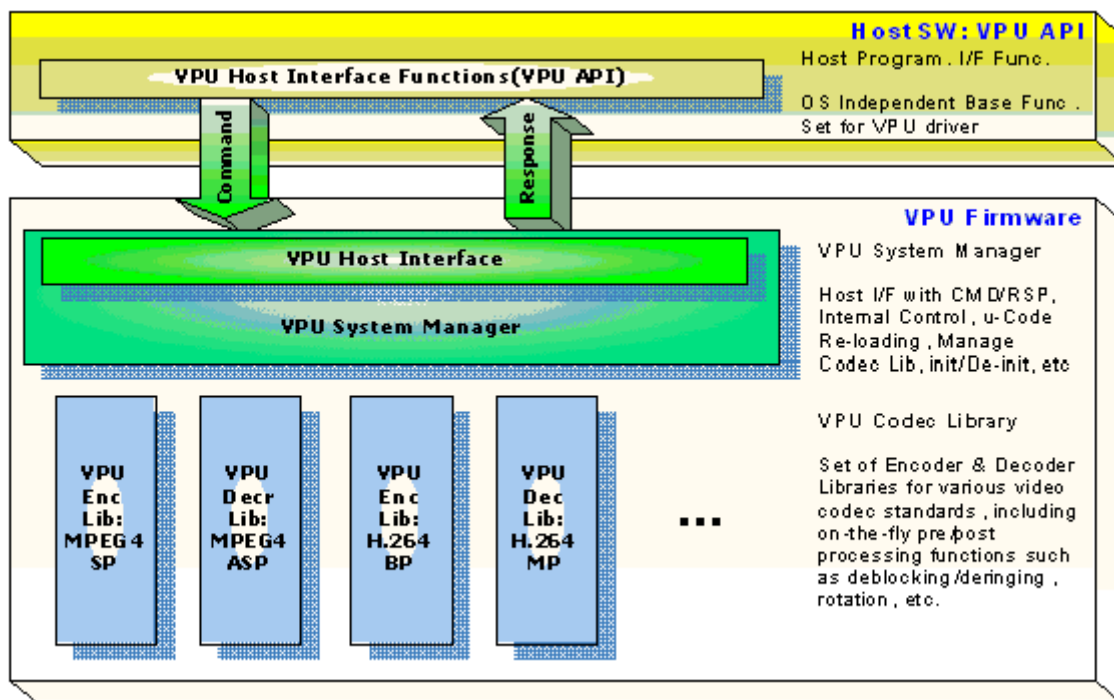 Host SW: VPU API
Host Program. I/F Func.
OS Independent Base Func.
Set for VPU driver
VPU Host Interface Functions(VPU API)
Command
Response
VPU Firmware
VPU Host Interface
VPU System Manager
VPU System Manager
Host I/F with CMD/RSP,
Internal Control, u-Code
Re-loading, Manage
Codec Lib, init/De-init, etc
VPU Codec Library
Set of Encoder & Decoder
Libraries for various video
codec standards, including
on-the-fly pre/post
processing functions such
as deblocking/deringing,
rotation, etc.
VPU
Enc
Lib:
MPEG4
SP
VPU
Decr
Lib:
MPEG4
ASP
VPU
Enc
Lib:
H.264
BP
VPU
Dec
Lib:
H.264
MP
...